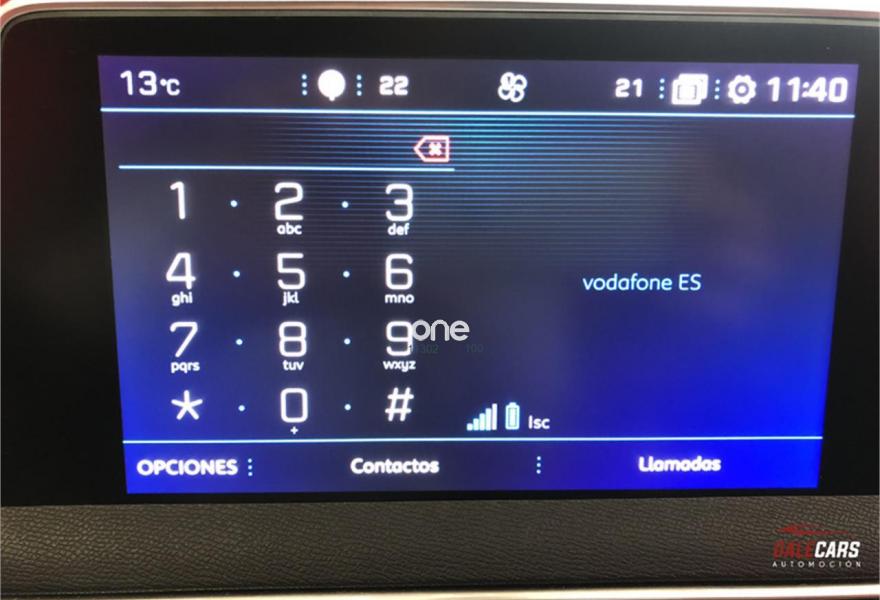 13°C 22 21 11:40
1 2 3
abc def
4 5 6
ghi jkl mno
7 8 9
pqrs tuv wxyz
* 0 #
+
vodafone ES
one
Isc
OPCIONES Contactos Llamadas
DALECARS
AUTOMOCIÓN